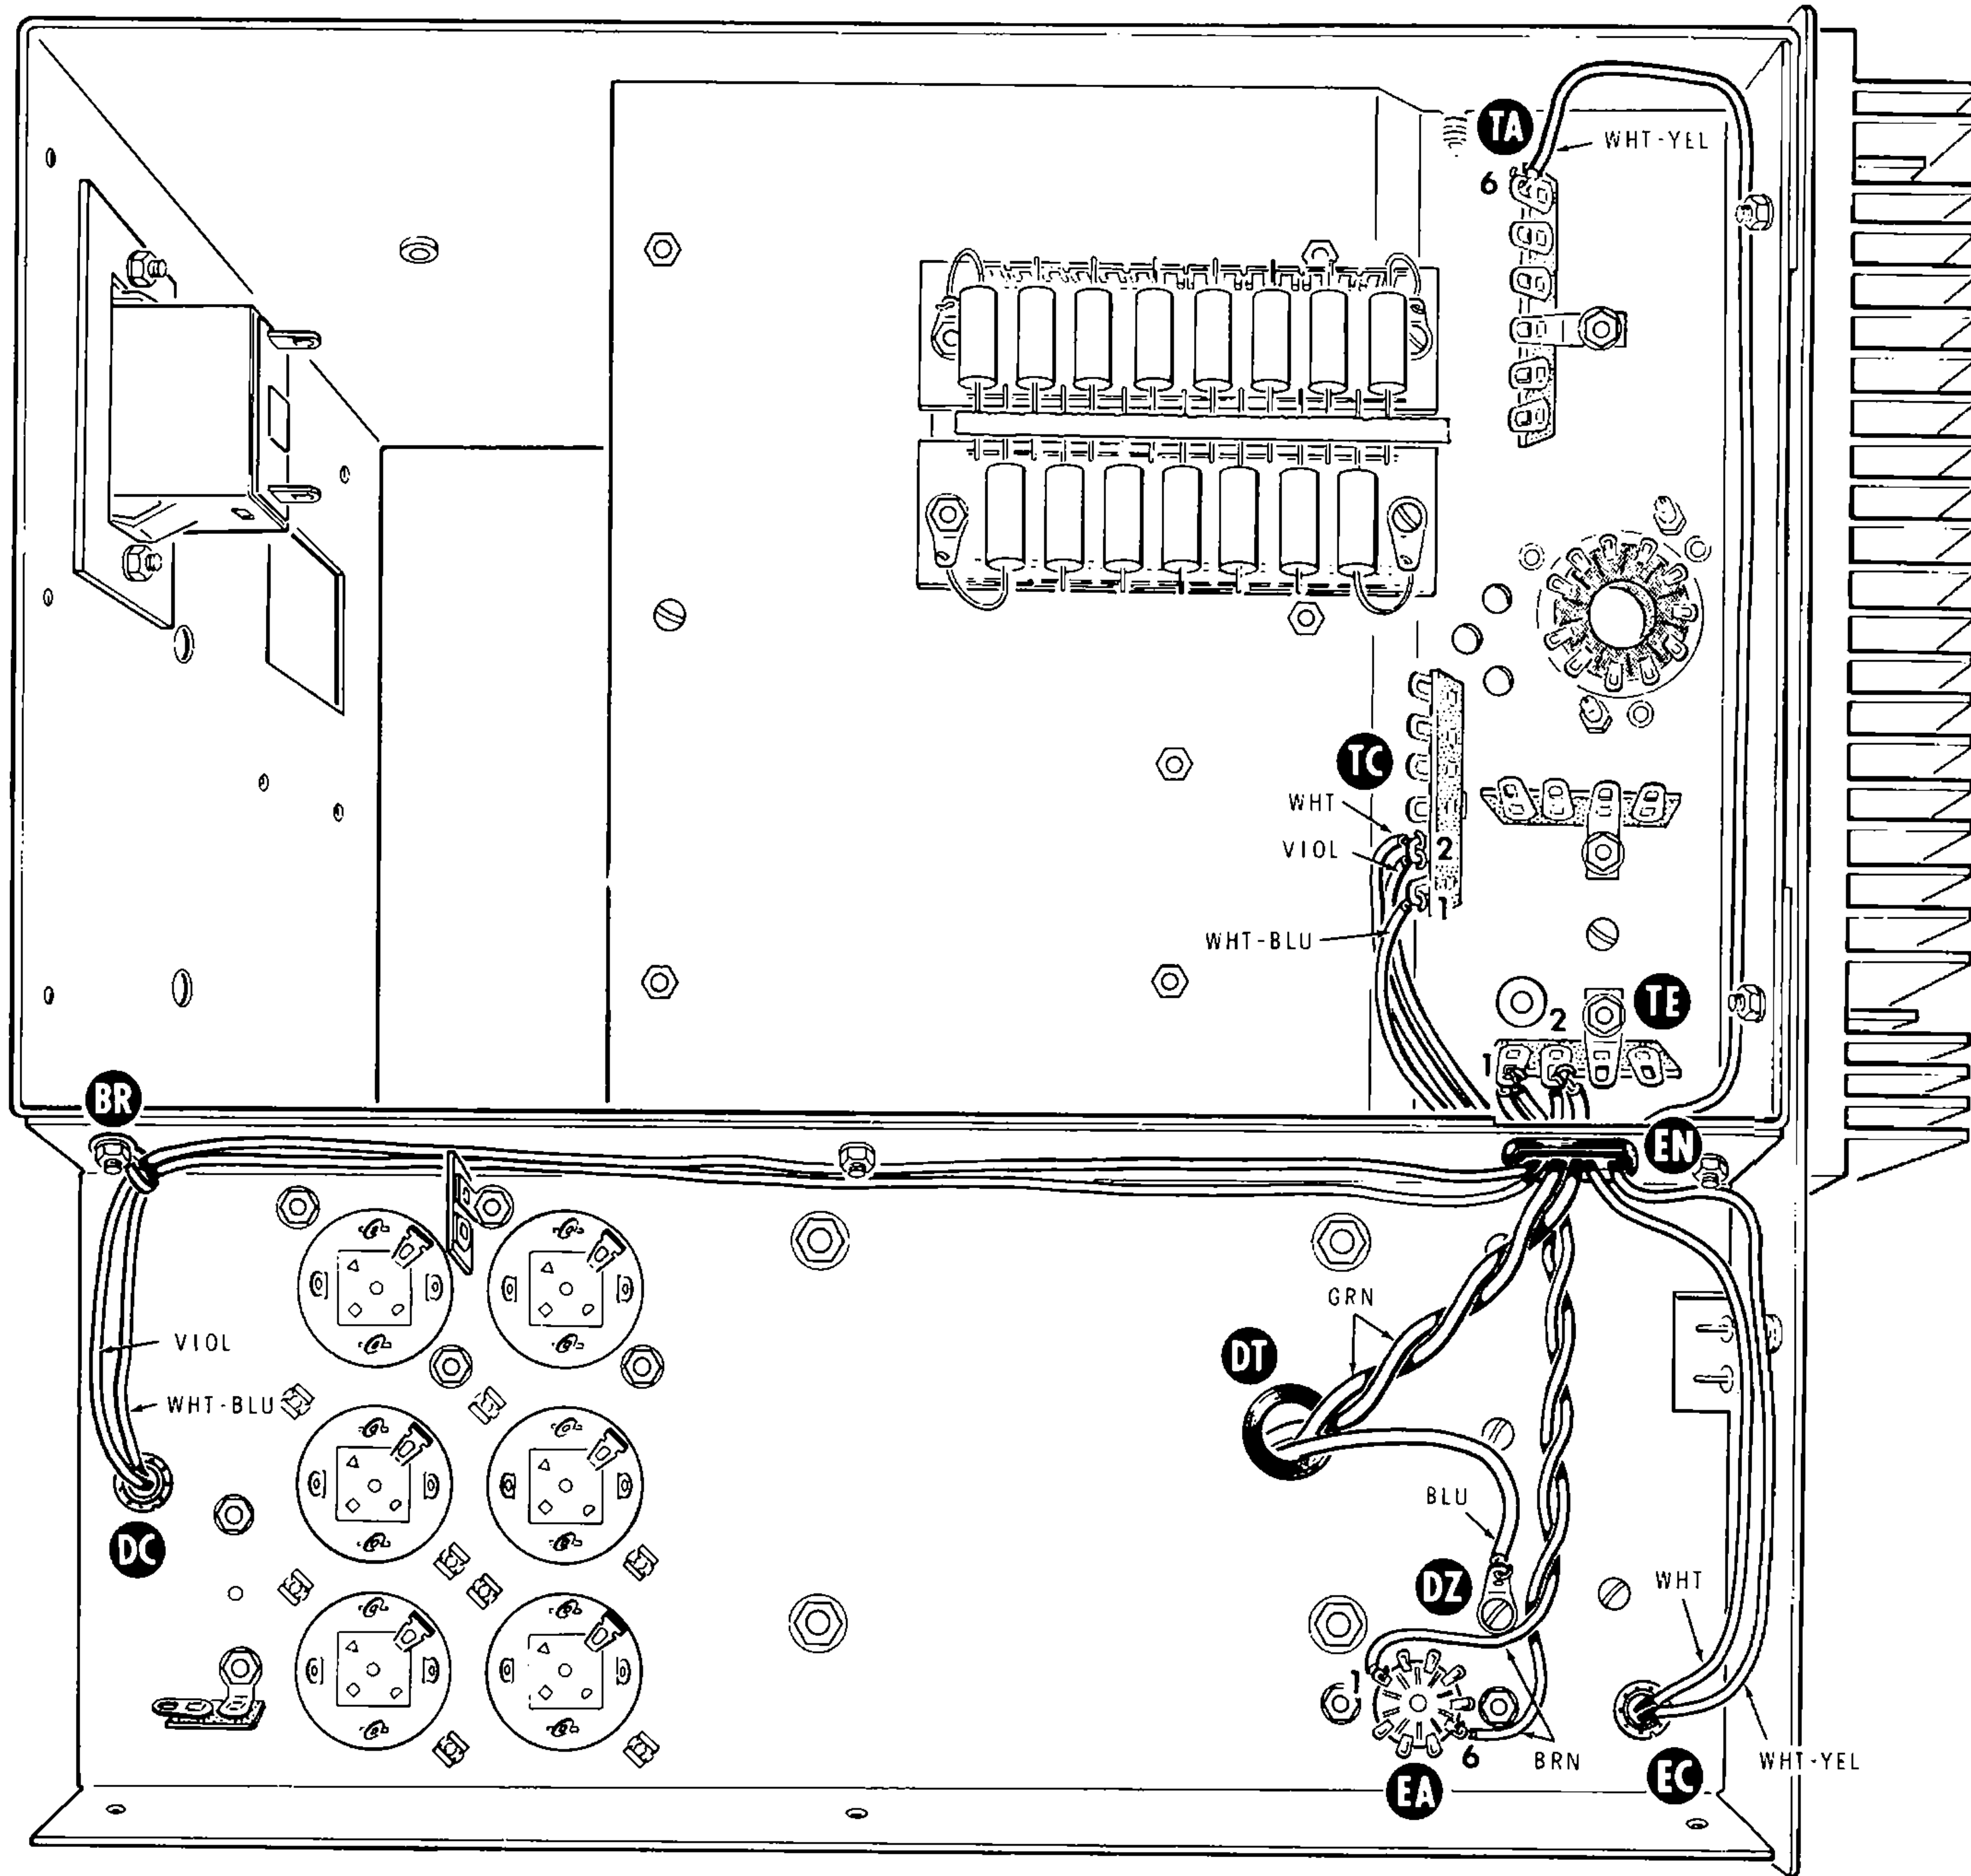 TA
WHT-YEL
6
TC
WHT
VIOL
2
1
WHT-BLU
TE
2
1
BR
EN
GRN
VIOL
DT
WHT-BLU
BLU
DC
DZ
WHT
1
6
BRN
WHT-YEL
EA
EC